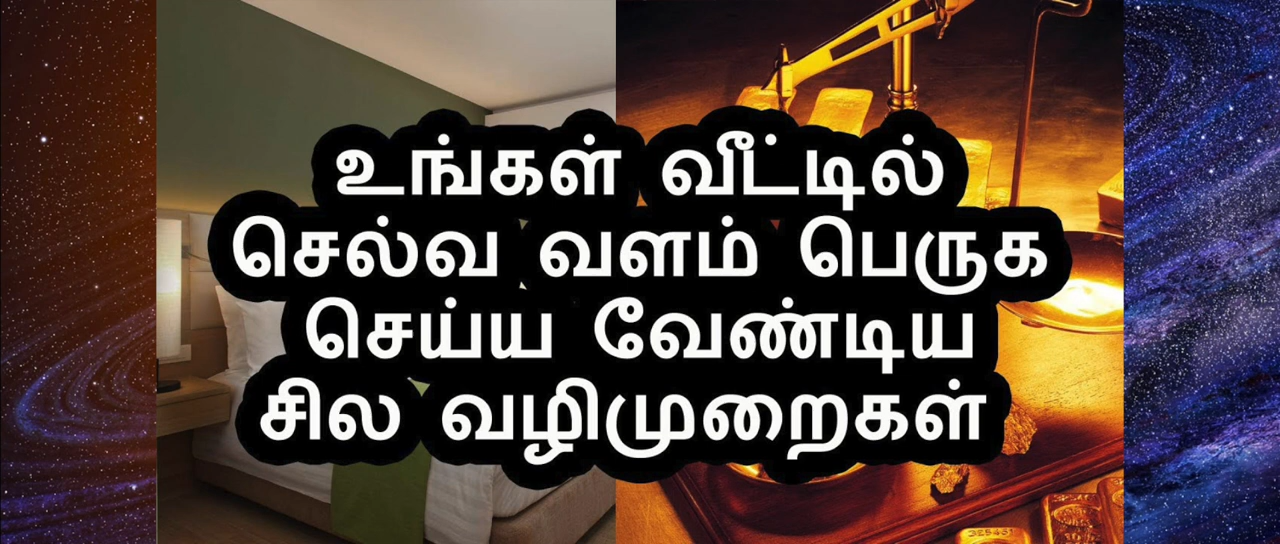 உங்கள் வீட்டில்
செல்வ வளம் பெருக
செய்ய வேண்டிய
சில வழிமுறைகள்